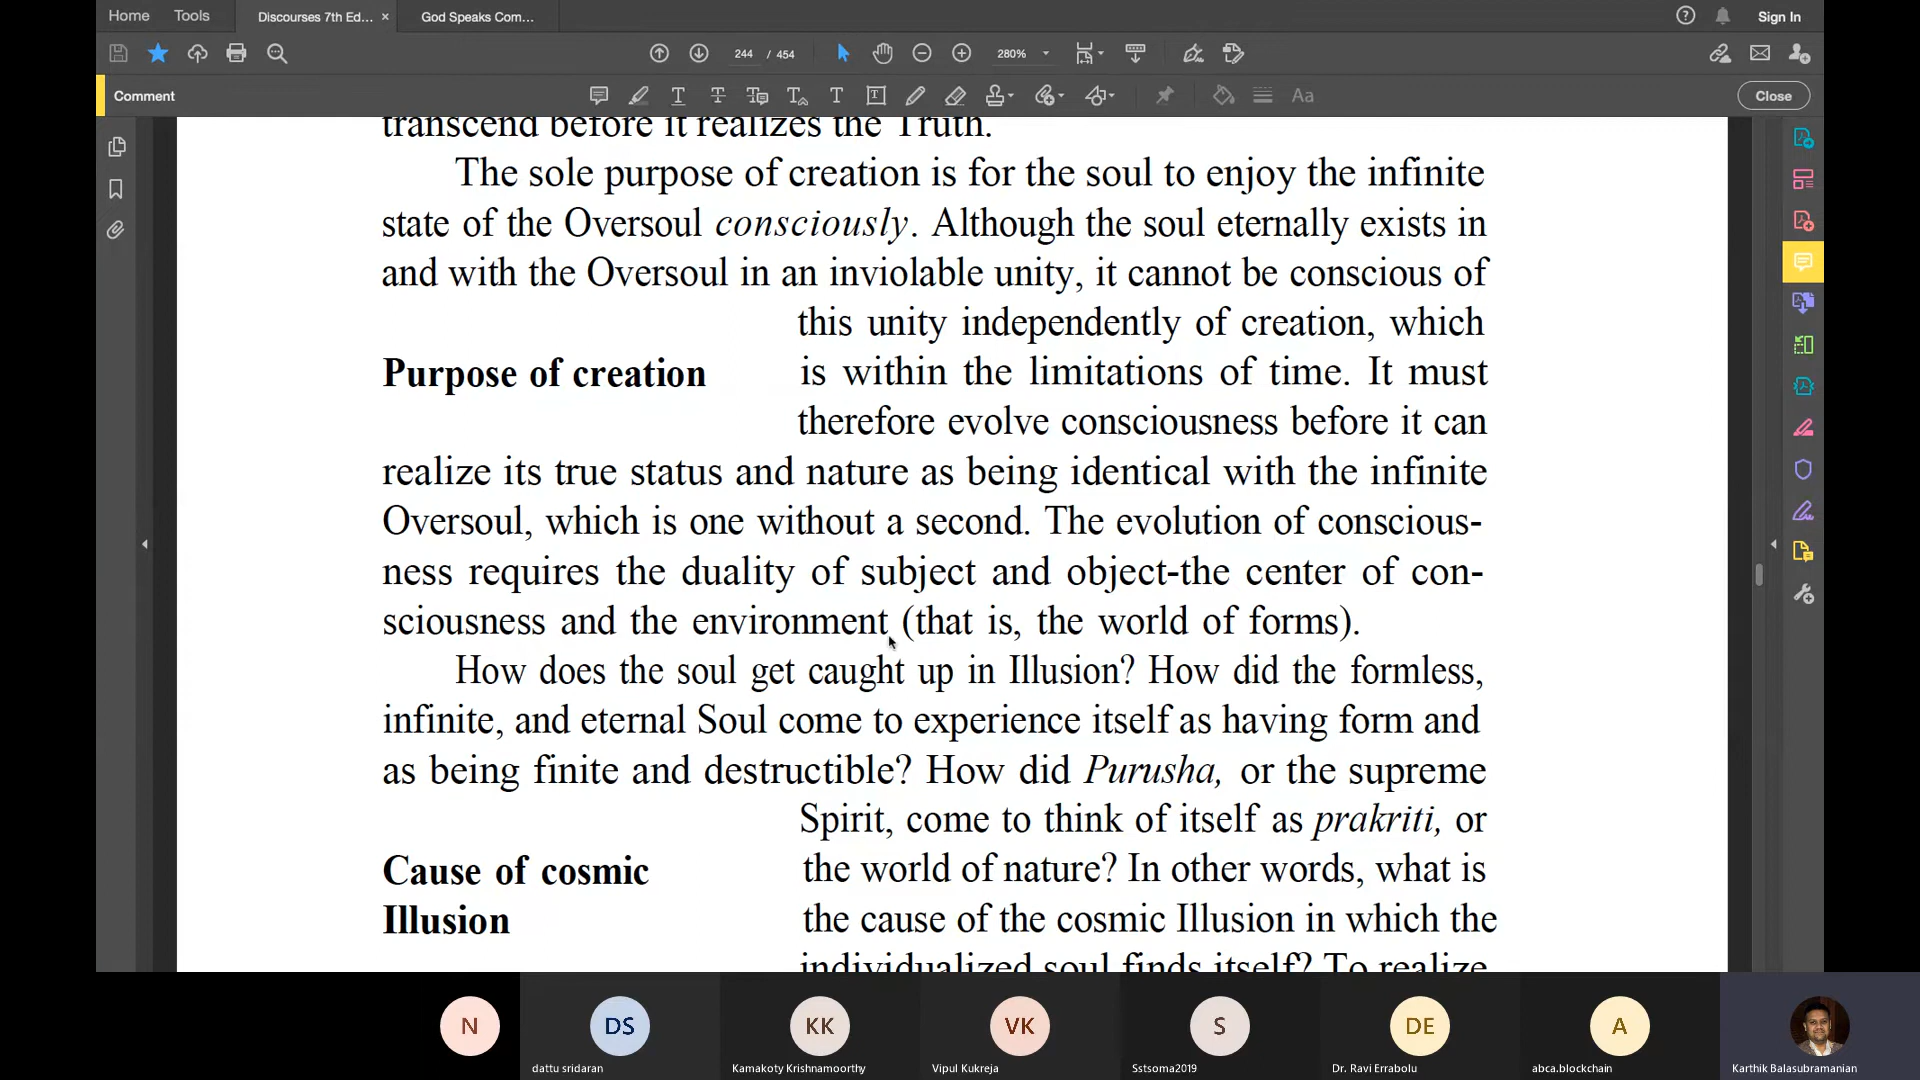 Home
Tools
Discourses 7th Ed... ×
God Speaks Com...
Sign In
244 / 454
280%
Comment
Close
transcend before it realizes the Truth.
The sole purpose of creation is for the soul to enjoy the infinite
state of the Oversoul consciously. Although the soul eternally exists in
and with the Oversoul in an inviolable unity, it cannot be conscious of
this unity independently of creation, which
Purpose of creation
is within the limitations of time. It must
therefore evolve consciousness before it can
realize its true status and nature as being identical with the infinite
Oversoul, which is one without a second. The evolution of conscious-
ness requires the duality of subject and object-the center of con-
sciousness and the environment (that is, the world of forms).
How does the soul get caught up in Illusion? How did the formless,
infinite, and eternal Soul come to experience itself as having form and
as being finite and destructible? How did Purusha, or the supreme
Spirit, come to think of itself as prakriti, or
Cause of cosmic
Illusion
the world of nature? In other words, what is
the cause of the cosmic Illusion in which the
individualized soul finds itself? To realize
N
DS
KK
VK
S
DE
A
dattu sridaran
Kamakoty Krishnamoorthy
Vipul Kukreja
Sstsoma2019
Dr. Ravi Errabolu
abca.blockchain
Karthik Balasubramanian